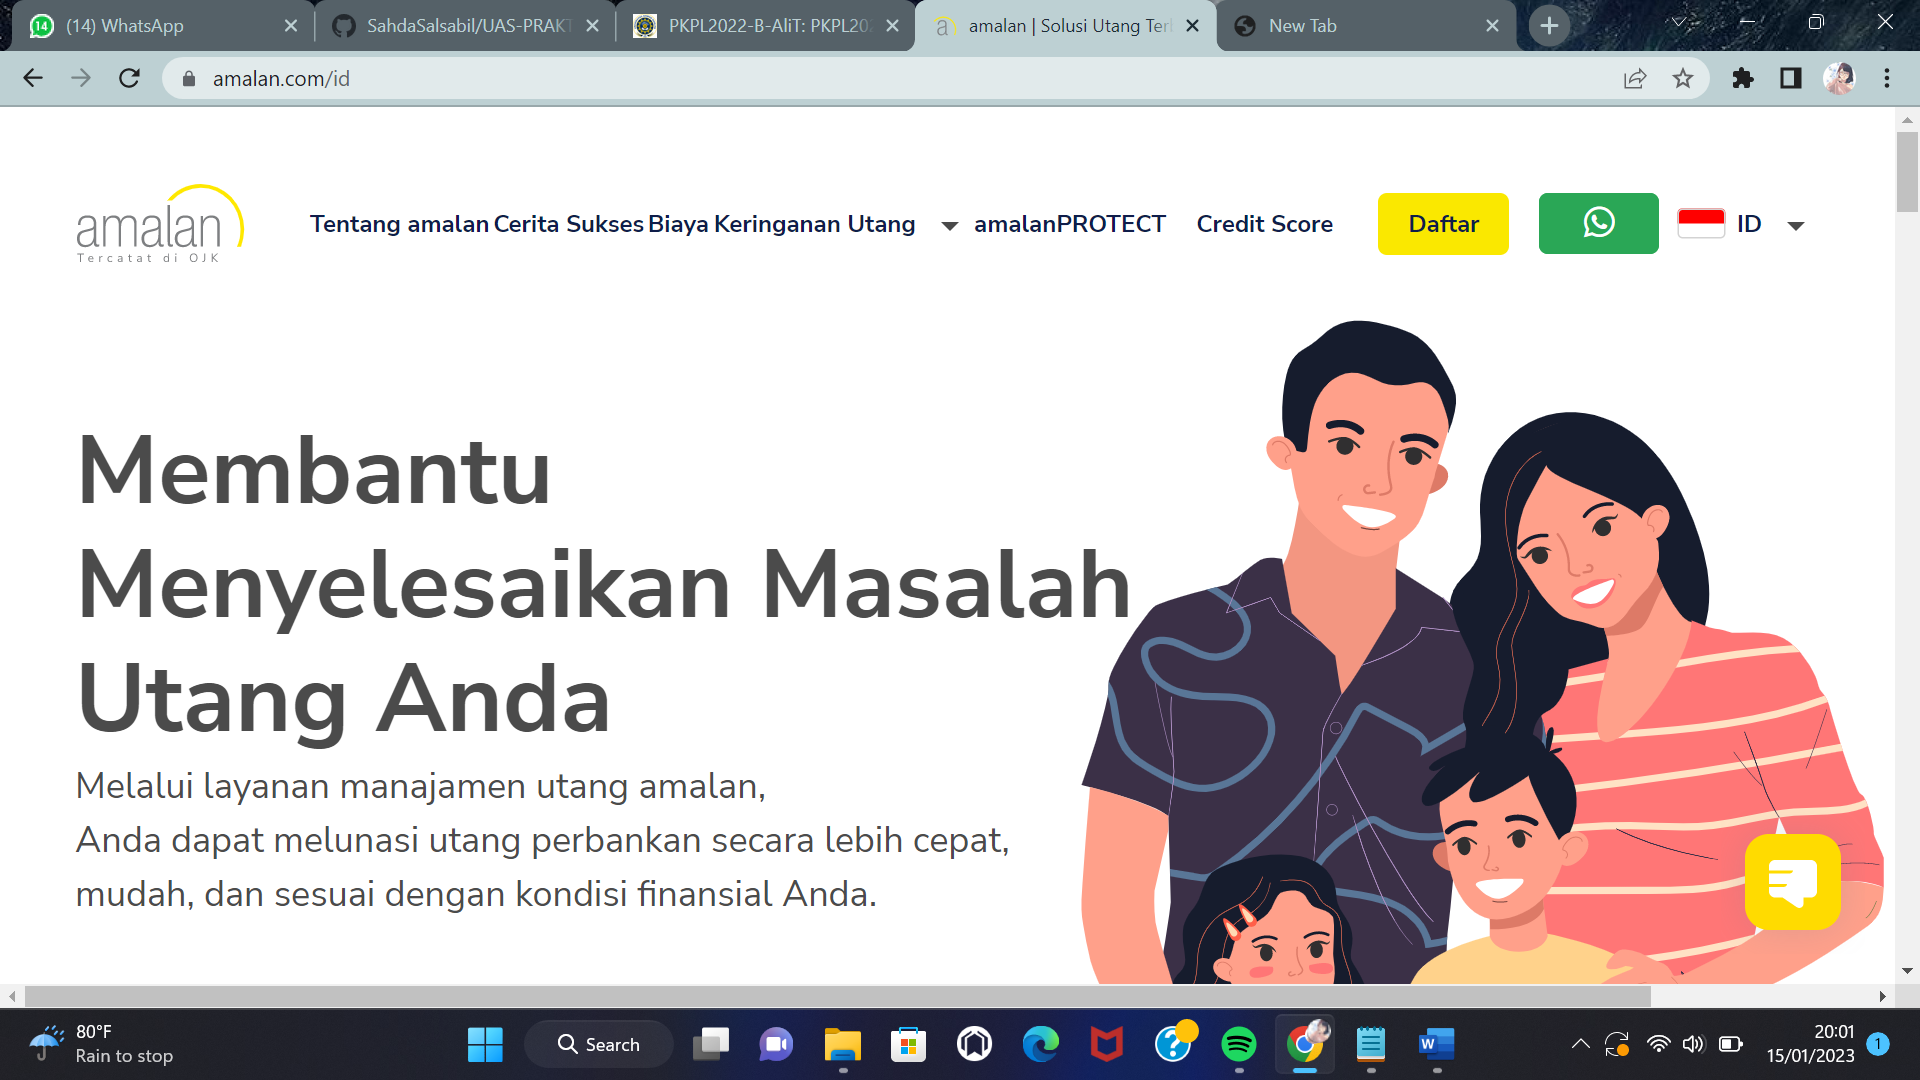 (14) WhatsApp
SahdaSalsabil/UAS-PRAKT
PKPL2022-B-AliT: PKPL202
amalan | Solusi Utang Ter
New Tab
amalan.com/id
amalan
Tercatat di OJK
Tentang amalan Cerita Sukses Biaya Keringanan Utang amalanPROTECT Credit Score Daftar ID
Membantu
Menyelesaikan Masalah
Utang Anda
Melalui layanan manajamen utang amalan,
Anda dapat melunasi utang perbankan secara lebih cepat,
mudah, dan sesuai dengan kondisi finansial Anda.
80°F
Rain to stop
Search
20:01
15/01/2023
1